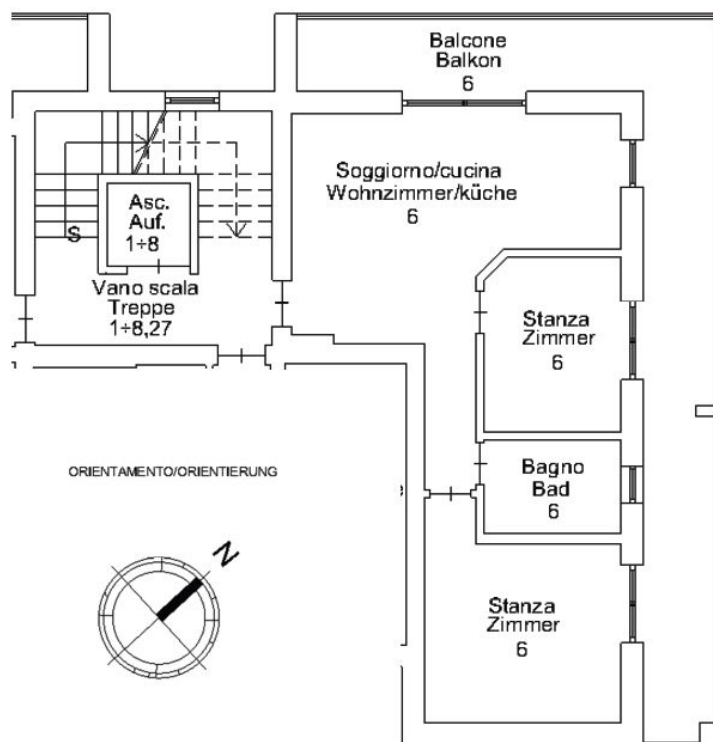 Balcone
Balkon
6
Soggiorno/cucina
Wohnzimmer/küche
6
Asc.
Auf.
1÷8
S
Vano scala
Treppe
1÷8,27
Stanza
Zimmer
6
ORIENTAMENTO/ORIENTIERUNG
N
Bagno
Bad
6
Stanza
Zimmer
6